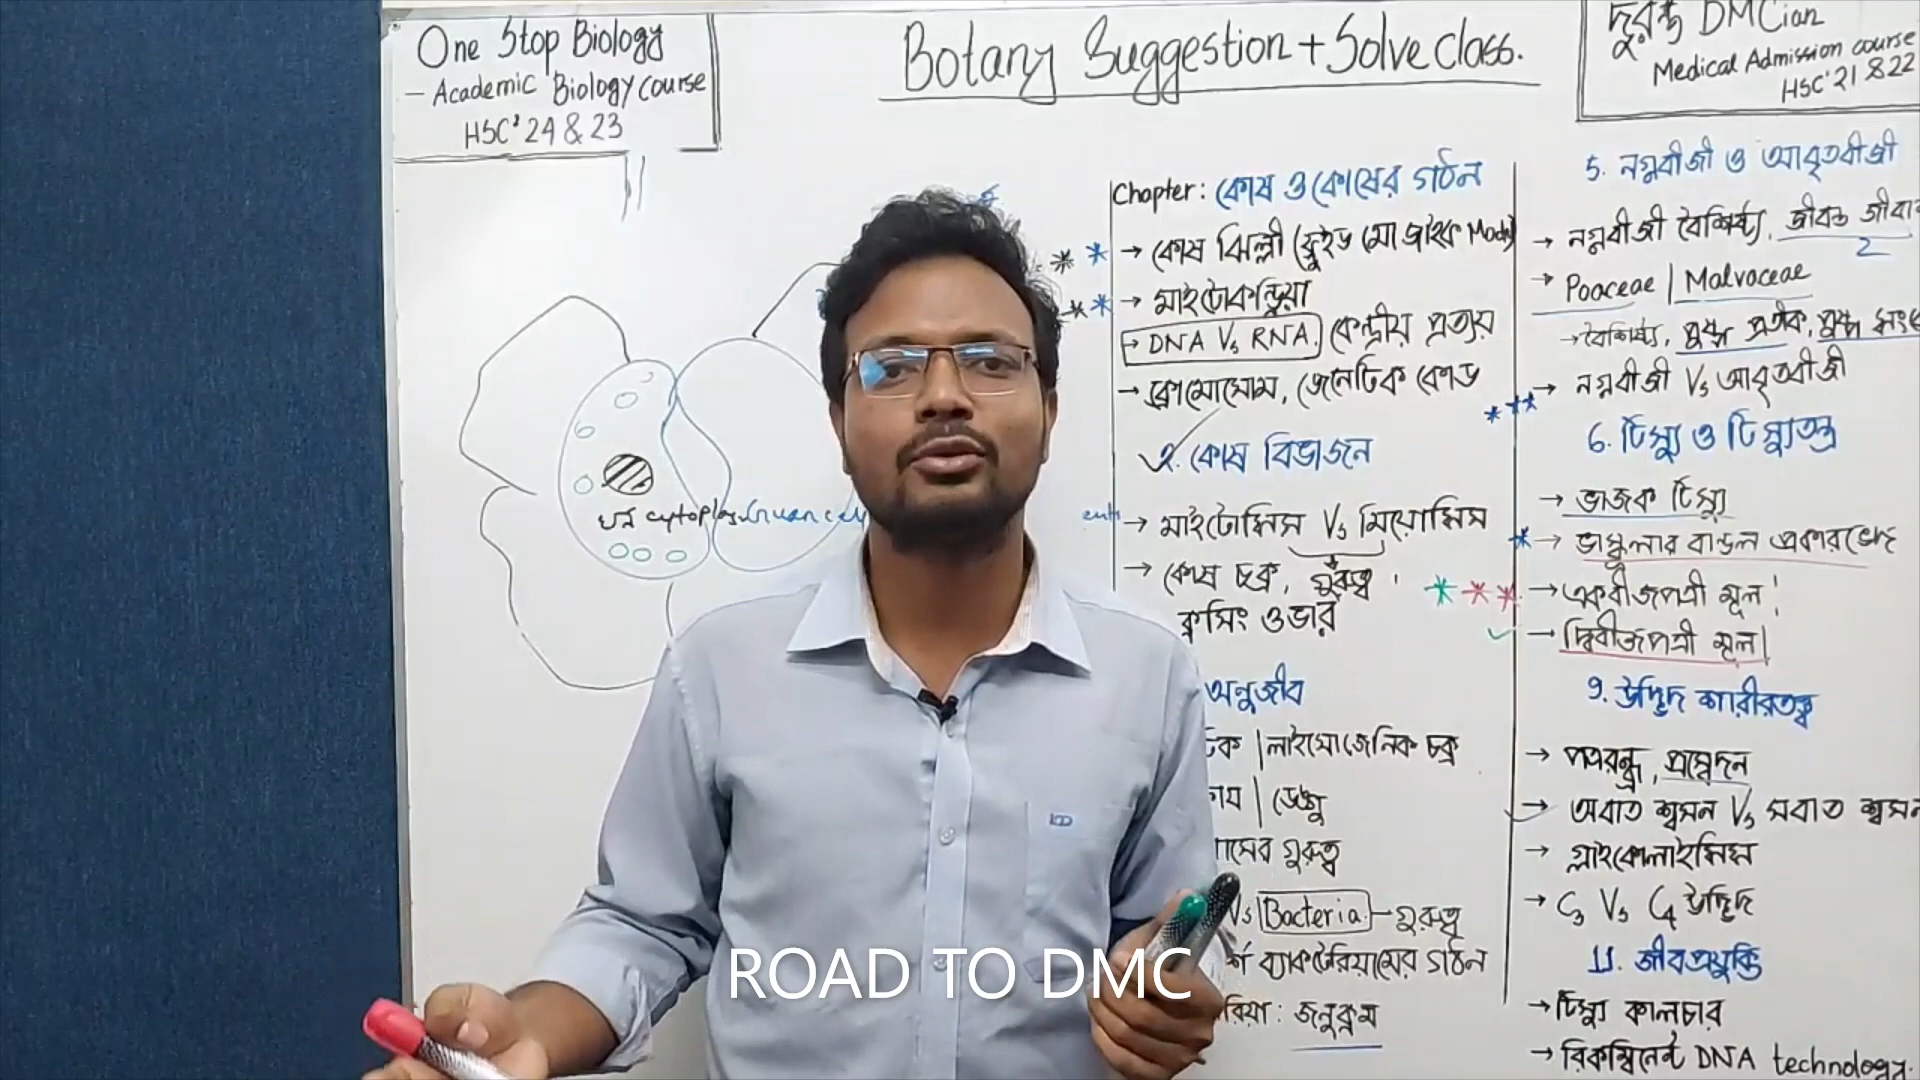 One Stop Biology
- Academic Biology course
HSC' 24 & 23
Botany Suggestion + Solve class.
দুরন্ত DMCian
Medical Admission course
HSC' 21 & 22
cytoplas
Chapter: কোষ ও কোষের গঠন
** → কোষ ঝিল্লী (ফ্লুইড মোজাইক Model)
** → মাইটোকন্ড্রিয়া
→ DNA Vs RNA. কেন্দ্রীয় প্রত্যয়
→ ক্রোমোসোম, জেনেটিক কোড
২. কোষ বিভাজন
→ মাইটোসিস Vs মিয়োসিস
→ কোষ চক্র, গুরুত্ব
ক্রসিং ওভার
অনুজীব
টিক | লাইসোজেনিক চক্র
| ডেঙ্গু
াসের গুরুত্ব
Vs Bacteria - গুরুত্ব
র্শ ব্যাকটেরিয়ামের গঠন
রিয়া: জনুক্রম
5. নগ্নবীজী ও আবৃতবীজী
→ নগ্নবীজী বৈশিষ্ট্য, জীবন্ত জীবা
2
→ Poaceae | Malvaceae
→ বৈশিষ্ট্য, পুষ্প প্রতীক, পুষ্প সংকে
→ নগ্নবীজী Vs আবৃতবীজী
***
6. টিস্যু ও টিস্যুতন্ত্র
→ ভাজক টিস্যু
* → ভাস্কুলার বান্ডল প্রকারভেদ
*** → একবীজপত্রী মূল
→ দ্বিবীজপত্রী মূল
9. উদ্ভিদ শারীরতত্ত্ব
→ পত্ররন্ধ্র, প্রস্বেদন
→ অবাত শ্বসন Vs সবাত শ্বসন
→ গ্লাইকোলাইসিস
→ C₃ Vs C₄ উদ্ভিদ
11. জীবপ্রযুক্তি
→ টিস্যু কালচার
→ রিকম্বিনেন্ট DNA technology.
ROAD TO DMC